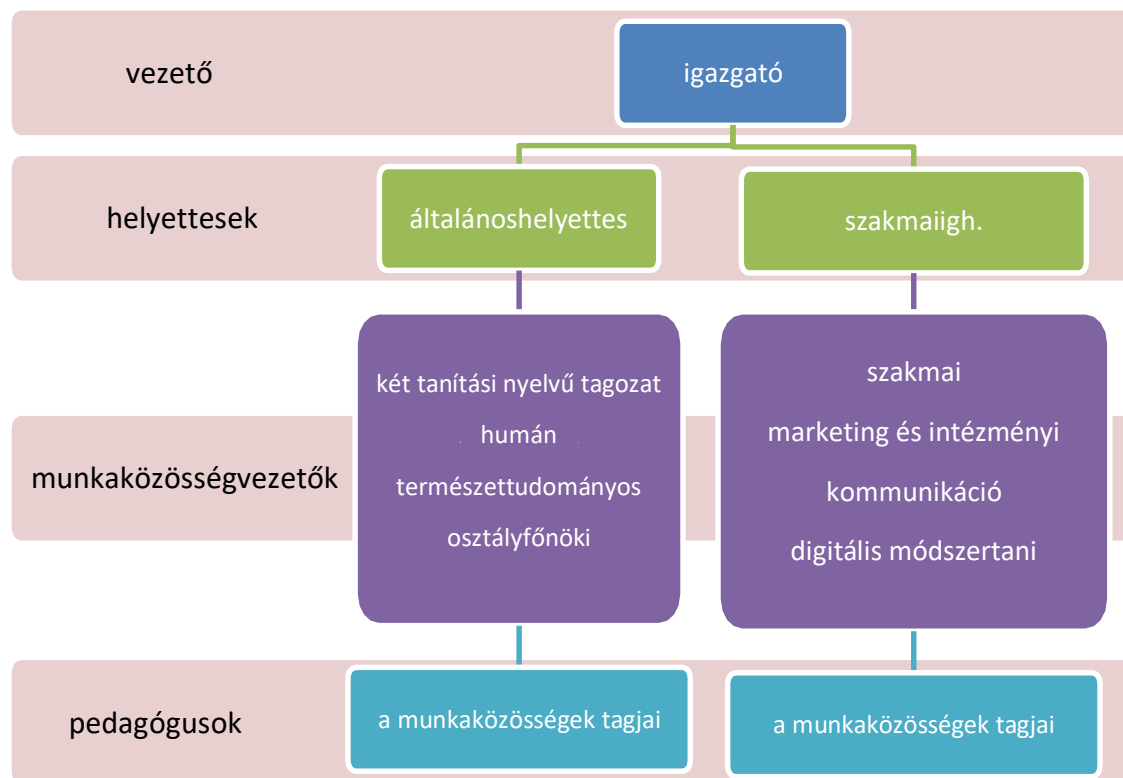 vezető
igazgató
helyettesek
általánoshelyettes
szakmaiigh.
munkaközösségvezetők
két tanítási nyelvű tagozat
humán
természettudományos
osztályfőnöki
szakmai
marketing és intézményi
kommunikáció
digitális módszertani
pedagógusok
a munkaközösségek tagjai
a munkaközösségek tagjai